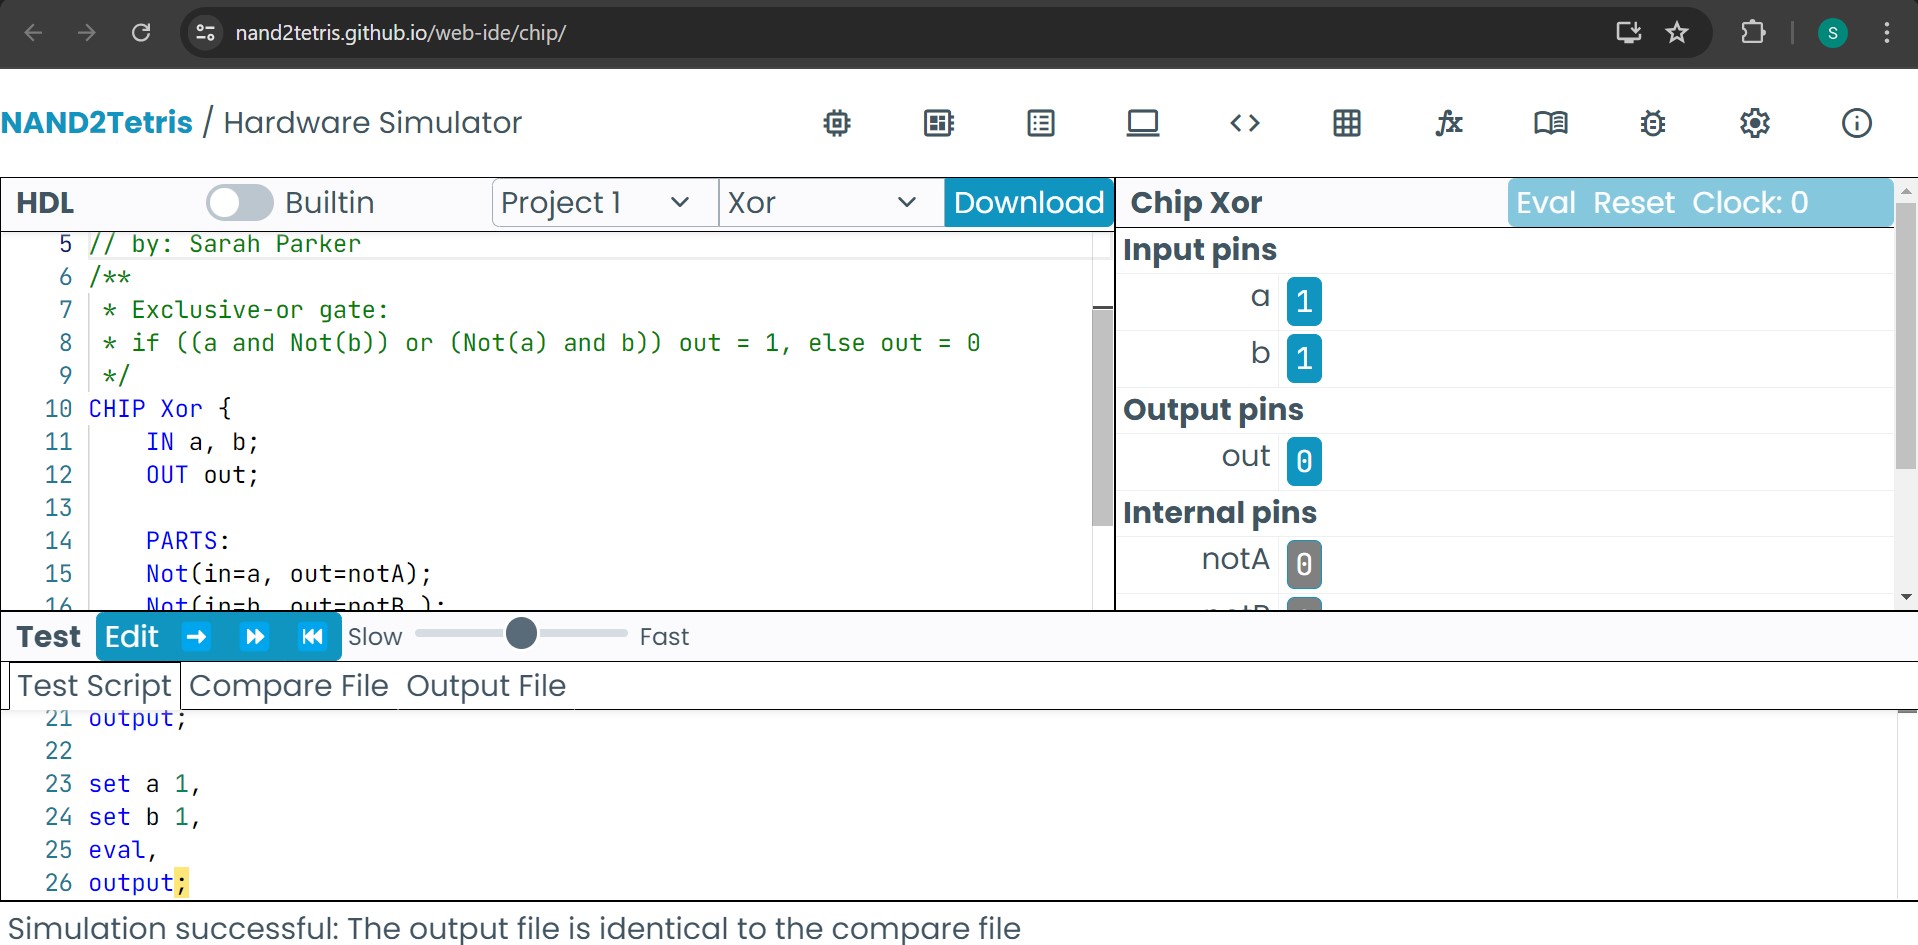 nand2tetris.github.io/web-ide/chip/
S
NAND2Tetris / Hardware Simulator
HDL Builtin Project 1 Xor Download
5 // by: Sarah Parker
6 /**
7 * Exclusive-or gate:
8 * if ((a and Not(b)) or (Not(a) and b)) out = 1, else out = 0
9 */
10 CHIP Xor {
11 IN a, b;
12 OUT out;
13
14 PARTS:
15 Not(in=a, out=notA);
16 Not(in=b, out=notB );
Chip Xor Eval Reset Clock: 0
Input pins
a 1
b 1
Output pins
out 0
Internal pins
notA 0
notB
Test Edit Slow Fast
Test Script Compare File Output File
21 output;
22
23 set a 1,
24 set b 1,
25 eval,
26 output;
Simulation successful: The output file is identical to the compare file